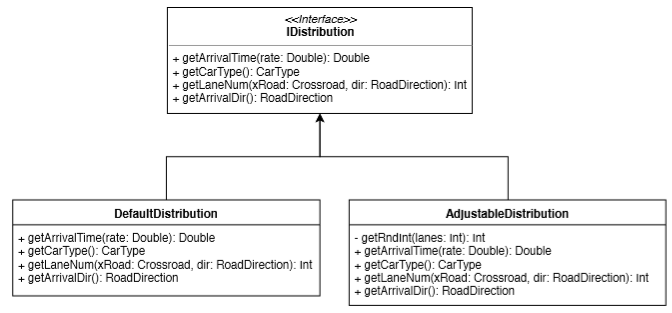 <<Interface>>
IDistribution
+ getArrivalTime(rate: Double): Double
+ getCarType(): CarType
+ getLaneNum(xRoad: Crossroad, dir: RoadDirection): Int
+ getArrivalDir(): RoadDirection
DefaultDistribution
+ getArrivalTime(rate: Double): Double
+ getCarType(): CarType
+ getLaneNum(xRoad: Crossroad, dir: RoadDirection): Int
+ getArrivalDir(): RoadDirection
AdjustableDistribution
- getRndInt(lanes: Int): Int
+ getArrivalTime(rate: Double): Double
+ getCarType(): CarType
+ getLaneNum(xRoad: Crossroad, dir: RoadDirection): Int
+ getArrivalDir(): RoadDirection